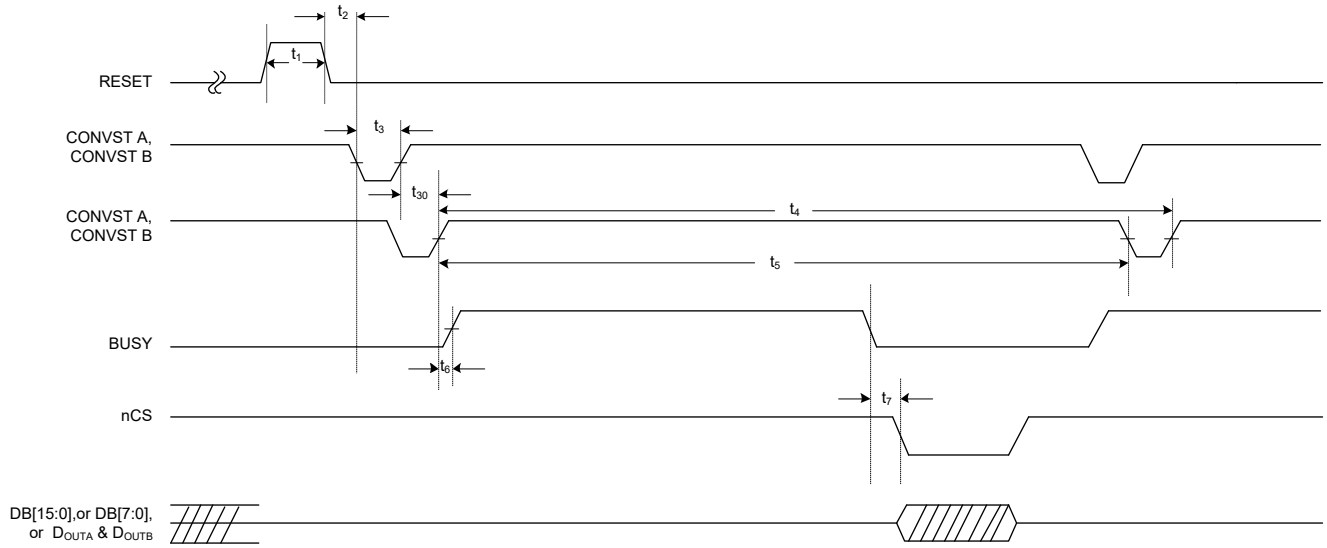 t2
t1
RESET
t3
CONVST A,
CONVST B
t30
t4
CONVST A,
CONVST B
t5
BUSY
t6
t7
nCS
DB[15:0],or DB[7:0],
or DOUTA & DOUTB